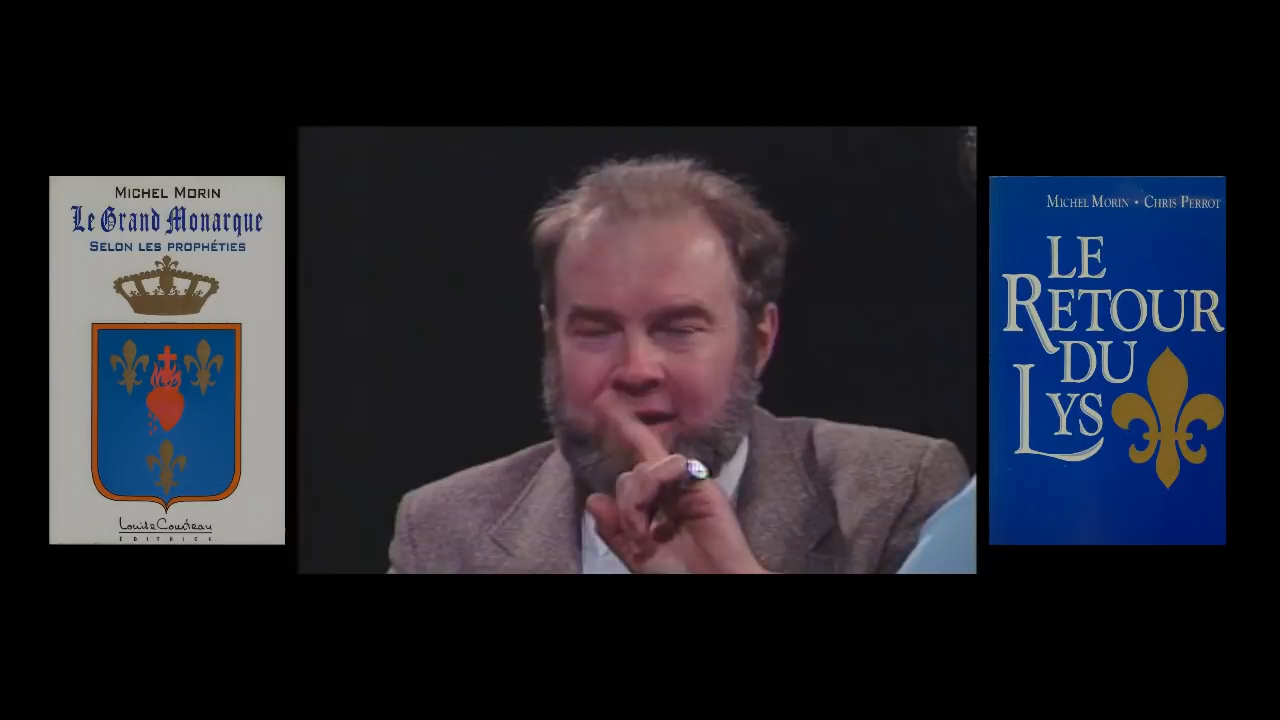 MICHEL MORIN
Le Grand Monarque
SELON LES PROPHÉTIES
Louise Courteau
ÉDITRICE
MICHEL MORIN • CHRIS PERROT
LE
RETOUR
DU
LYS